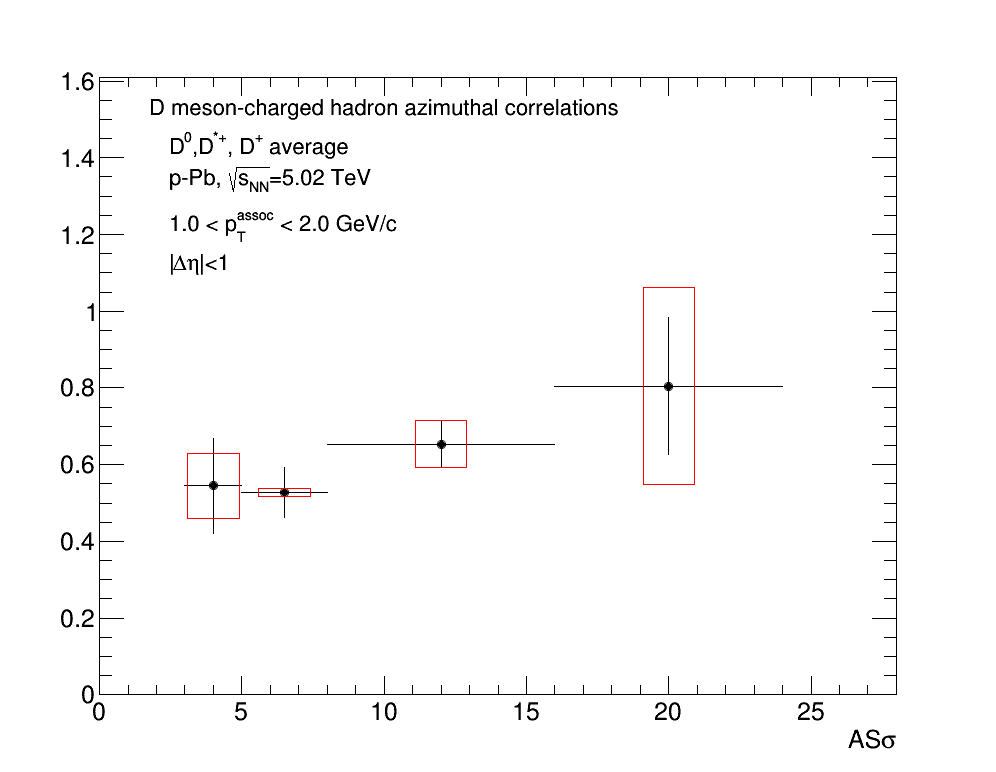 1.6
D meson-charged hadron azimuthal correlations
D⁰,D*⁺, D⁺ average
1.4
p-Pb, √sNN=5.02 TeV
1.0 < pTassoc < 2.0 GeV/c
1.2
|Δη|<1
1
0.8
0.6
0.4
0.2
0
0 5 10 15 20 25
ASσ